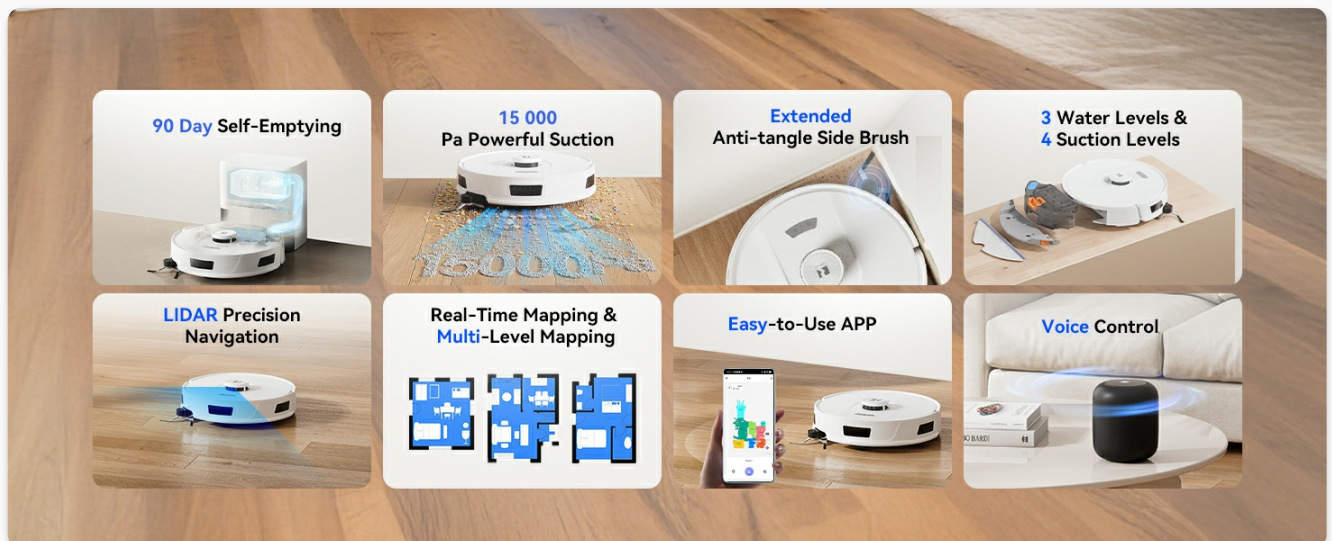 90 Day Self-Emptying
15 000
Pa Powerful Suction
15000Pa
Extended
Anti-tangle Side Brush
3 Water Levels &
4 Suction Levels
LIDAR Precision
Navigation
Real-Time Mapping &
Multi-Level Mapping
Easy-to-Use APP
Voice Control